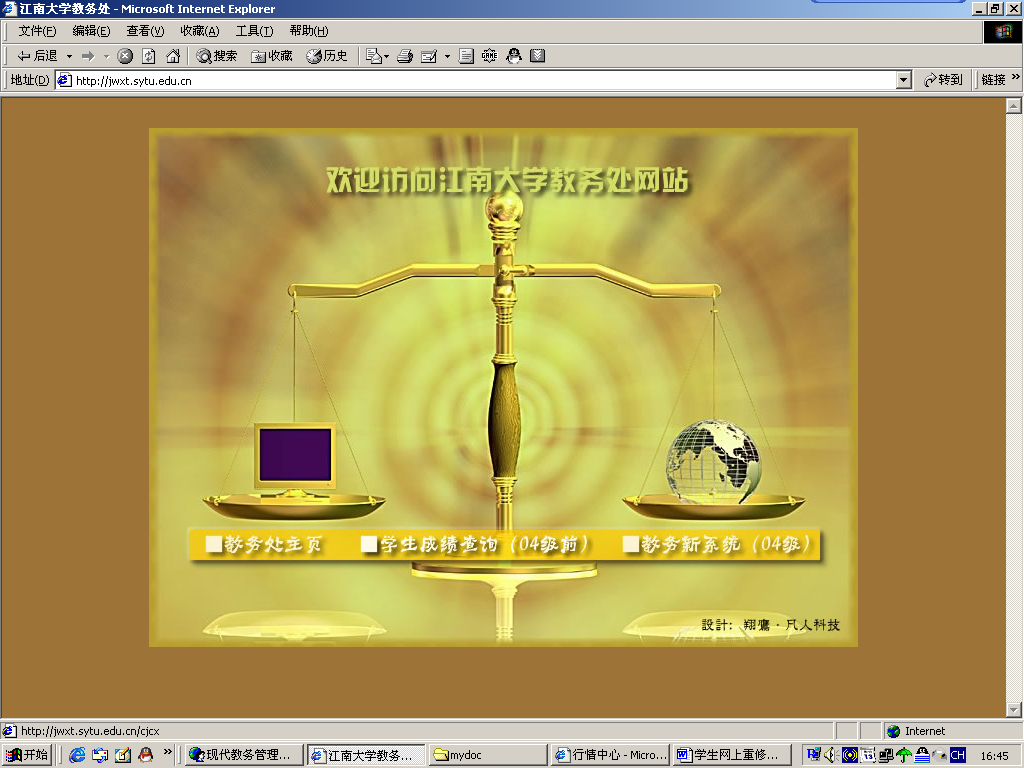 江南大学教务处 - Microsoft Internet Explorer
文件(F) 编辑(E) 查看(V) 收藏(A) 工具(T) 帮助(H)
后退 搜索 收藏 历史
地址(D) http://jwxt.sytu.edu.cn 转到 链接 »
欢迎访问江南大学教务处网站
教务处主页 学生成绩查询（04级前） 教务新系统（04级）
設計：翔鷹·凡人科技
http://jwxt.sytu.edu.cn/cjcx Internet
开始 » 现代教务管理... 江南大学教务... mydoc 行情中心 - Micro... 学生网上重修... CH 16:45